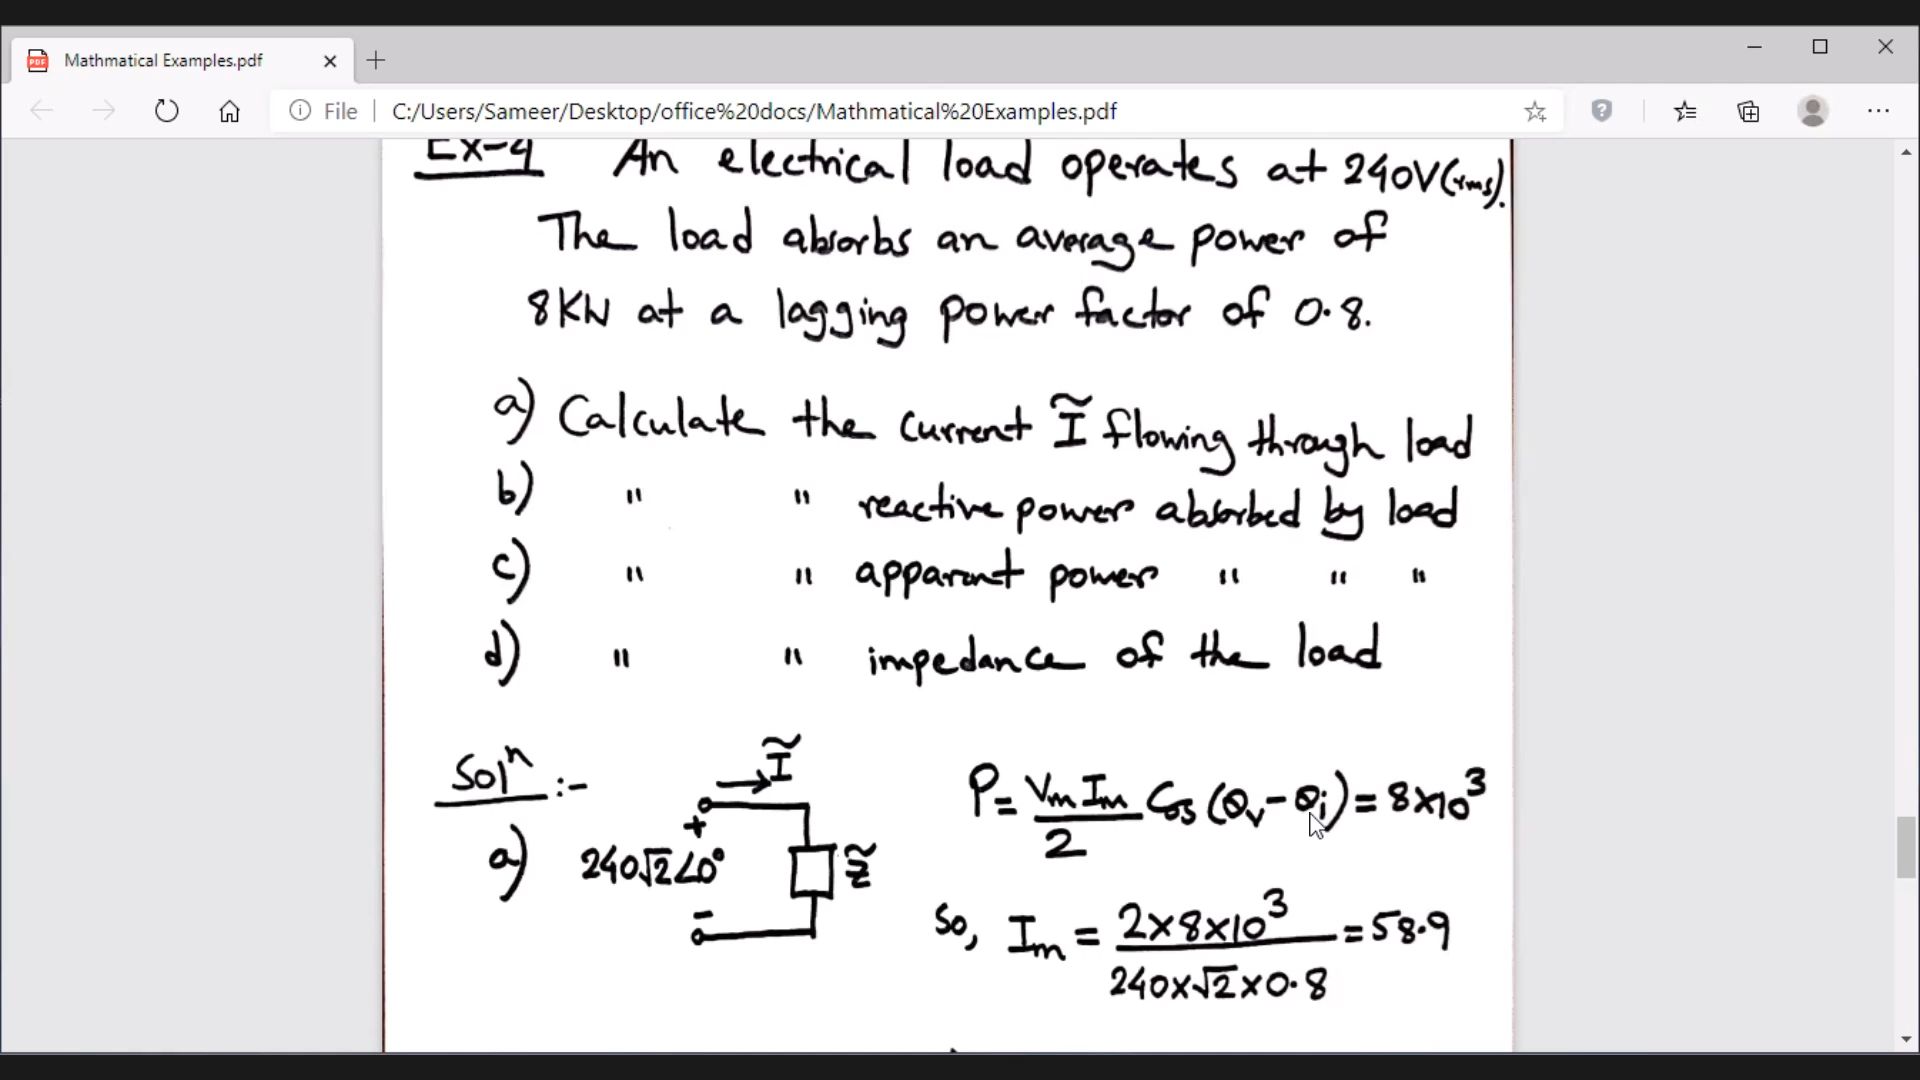 Mathmatical Examples.pdf
File C:/Users/Sameer/Desktop/office%20docs/Mathmatical%20Examples.pdf
Ex-4 An electrical load operates at 240V(rms).
The load absorbs an average power of
8KW at a lagging power factor of 0.8.
a) Calculate the current Ĩ flowing through load
b) " " reactive power absorbed by load
c) " " apparent power " " "
d) " " impedance of the load
Solⁿ :-
a)
Ĩ
+
240√2∠0°
-
Z̃
P = VmIm/2 Cos(θv-θi) = 8×10³
So, Im = 2×8×10³/240×√2×0.8 = 58.9